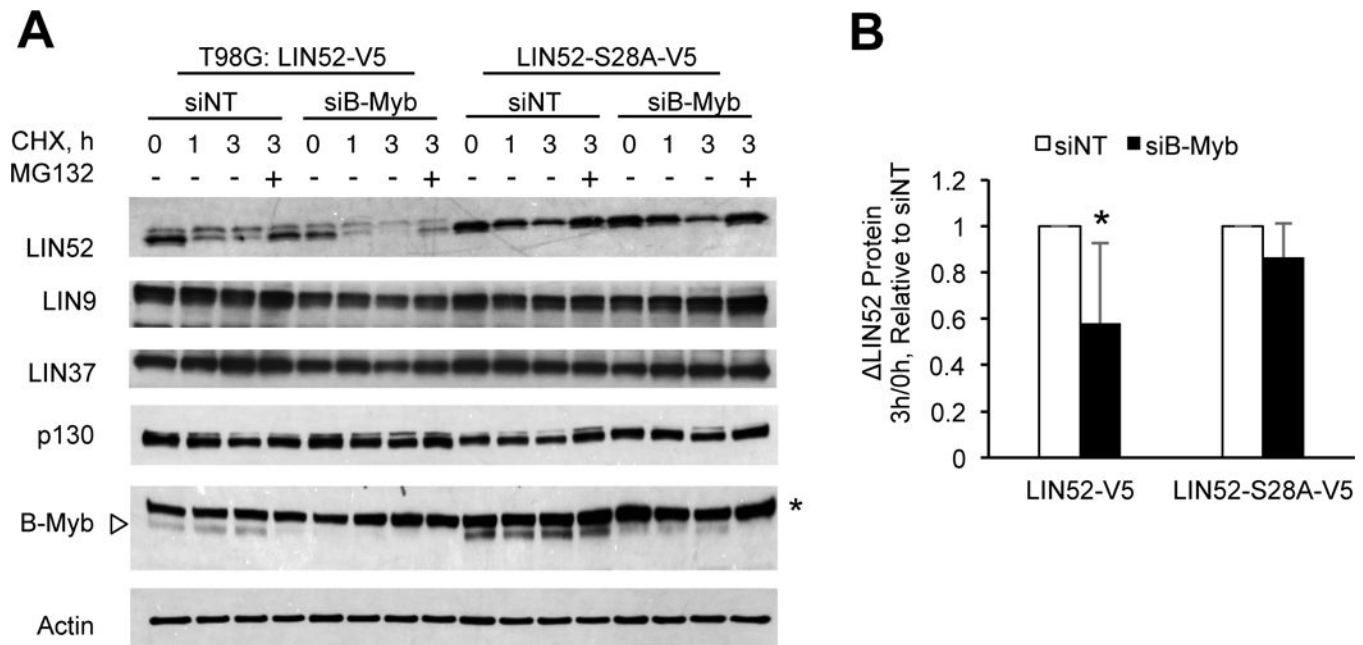 A
T98G: LIN52-V5 LIN52-S28A-V5
siNT siB-Myb siNT siB-Myb
CHX, h 0 1 3 3 0 1 3 3 0 1 3 3 0 1 3 3
MG132 - - - + - - - + - - - + - - - +
LIN52
LIN9
LIN37
p130
B-Myb *
Actin
B
siNT siB-Myb
ΔLIN52 Protein
3h/0h, Relative to siNT
1.2
1
0.8
0.6
0.4
0.2
0
*
LIN52-V5 LIN52-S28A-V5